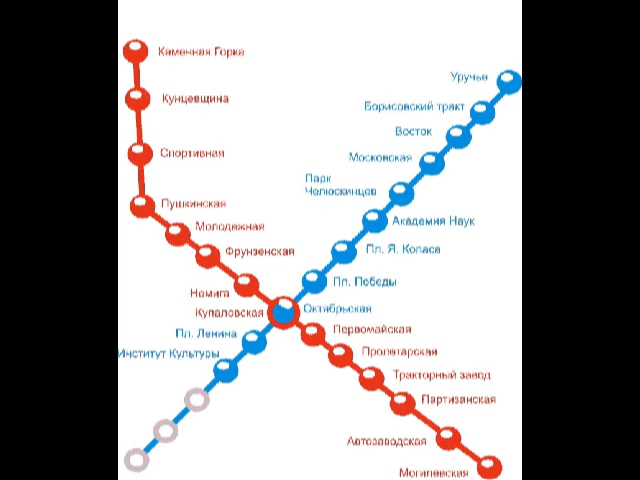 Каменная Горка
Уручье
Кунцевщина
Борисовский тракт
Восток
Спортивная
Московская
Парк
Челюскинцев
Пушкинская
Академия Наук
Молодежная
Фрунзенская
Пл. Я. Коласа
Пл. Победы
Немига
Купаловская
Октябрьская
Первомайская
Пл. Ленина
Институт Культуры
Пролетарская
Тракторный завод
Партизанская
Автозаводская
Могилевская